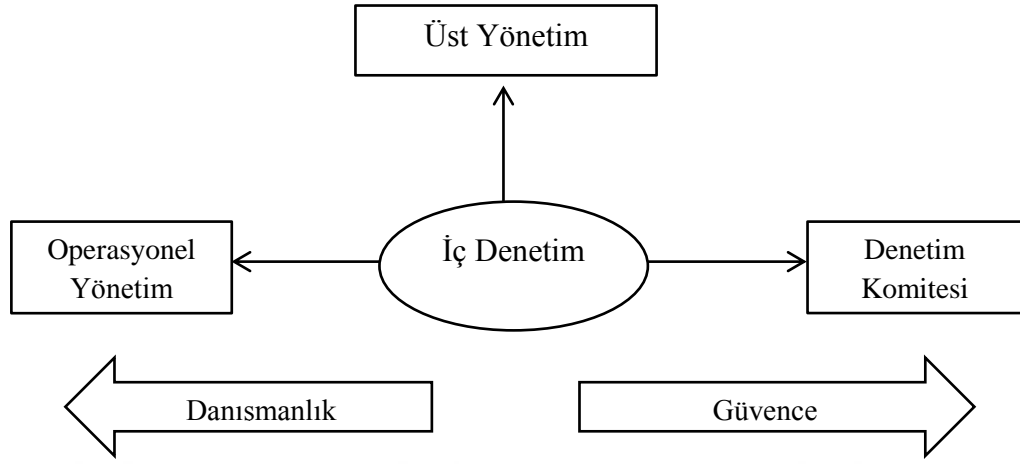 Üst Yönetim
Operasyonel
Yönetim
İç Denetim
Denetim
Komitesi
Danısmanlık
Güvence